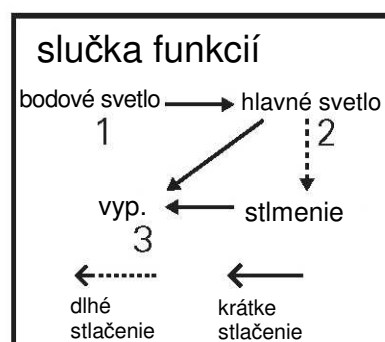 slučka funkcií
bodové svetlo hlavné svetlo
1 2
vyp. stlmenie
3
dlhé krátke
stlačenie stlačenie